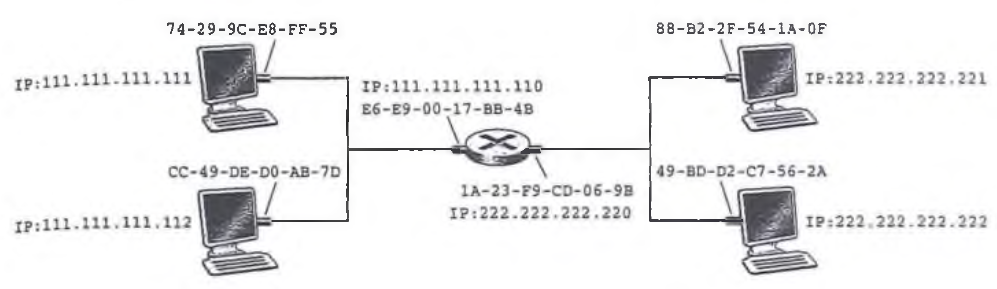 74-29-9C-E8-FF-55
IP:111.111.111.111
CC-49-DE-D0-AB-7D
IP:111.111.111.112
IP:111.111.111.110
E6-E9-00-17-BB-4B
1A-23-F9-CD-06-9B
IP:222.222.222.220
88-B2-2F-54-1A-0F
IP:222.222.222.221
49-BD-D2-C7-56-2A
IP:222.222.222.222